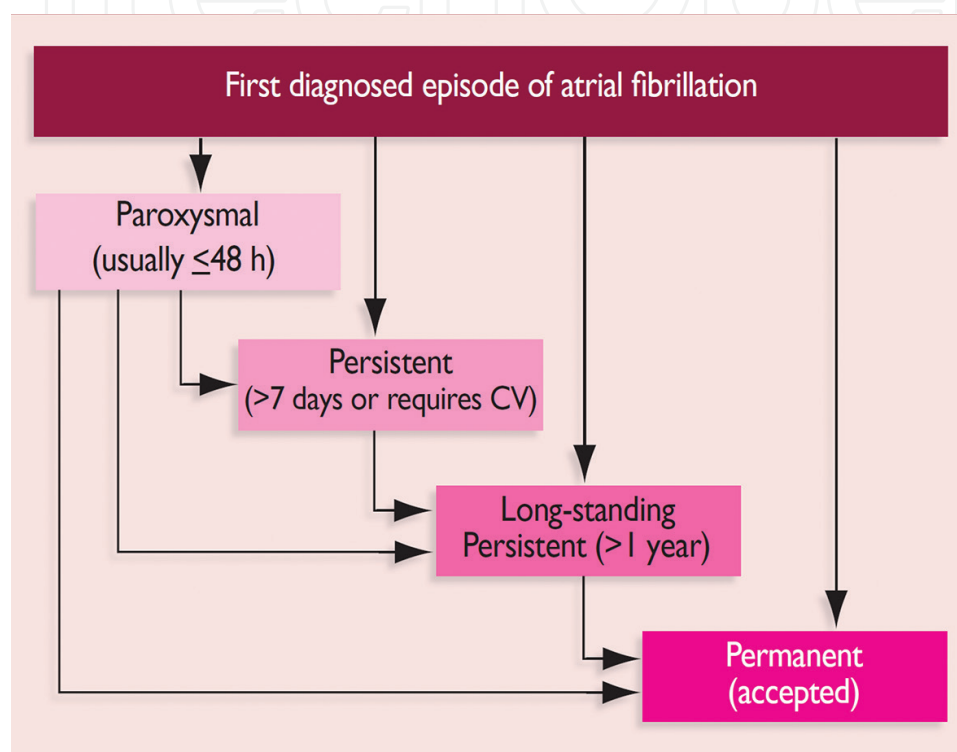 First diagnosed episode of atrial fibrillation
Paroxysmal
(usually ≤48 h)
Persistent
(>7 days or requires CV)
Long-standing
Persistent (>1 year)
Permanent
(accepted)